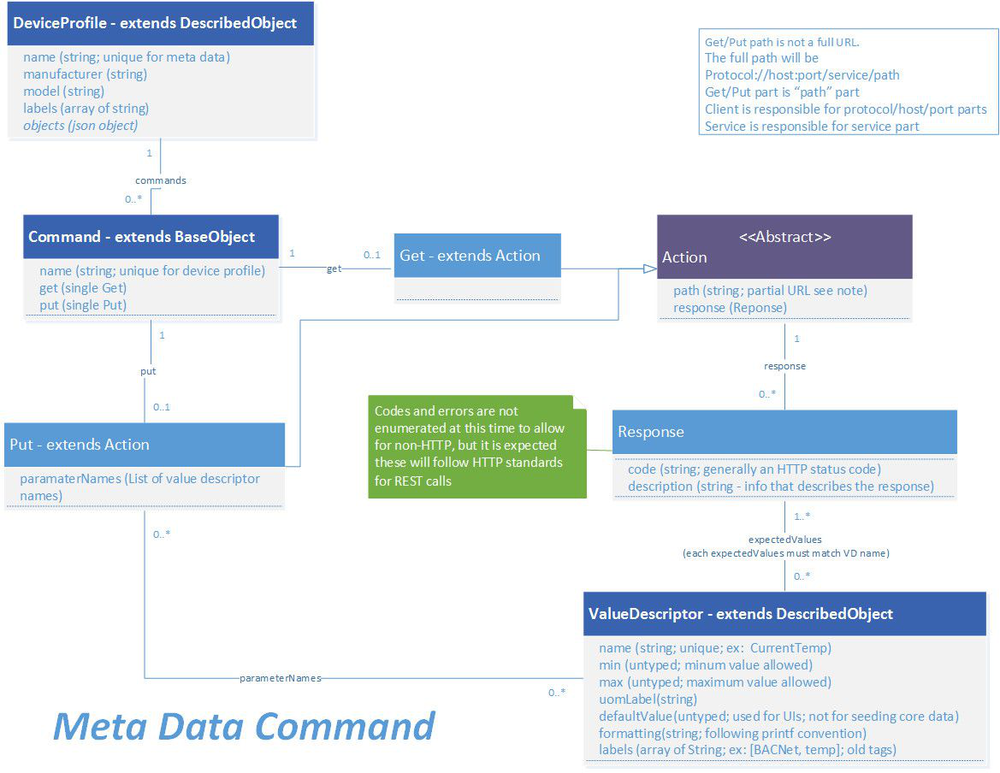 DeviceProfile - extends DescribedObject
name (string; unique for meta data)
manufacturer (string)
model (string)
labels (array of string)
objects (json object)
Get/Put path is not a full URL.
The full path will be
Protocol://host:port/service/path
Get/Put part is “path” part
Client is responsible for protocol/host/port parts
Service is responsible for service part
1
commands
0..*
Command - extends BaseObject
name (string; unique for device profile)
get (single Get)
put (single Put)
1
get
0..1
Get - extends Action
<<Abstract>>
Action
path (string; partial URL see note)
response (Reponse)
1
put
0..1
1
response
0..*
Put - extends Action
paramaterNames (List of value descriptor
names)
Codes and errors are not
enumerated at this time to allow
for non-HTTP, but it is expected
these will follow HTTP standards
for REST calls
Response
code (string; generally an HTTP status code)
description (string - info that describes the response)
0..*
1..*
expectedValues
(each expectedValues must match VD name)
0..*
ValueDescriptor - extends DescribedObject
name (string; unique; ex: CurrentTemp)
min (untyped; minum value allowed)
max (untyped; maximum value allowed)
uomLabel(string)
defaultValue(untyped; used for UIs; not for seeding core data)
formatting(string; following printf convention)
labels (array of String; ex: [BACNet, temp]; old tags)
parameterNames
0..*
Meta Data Command